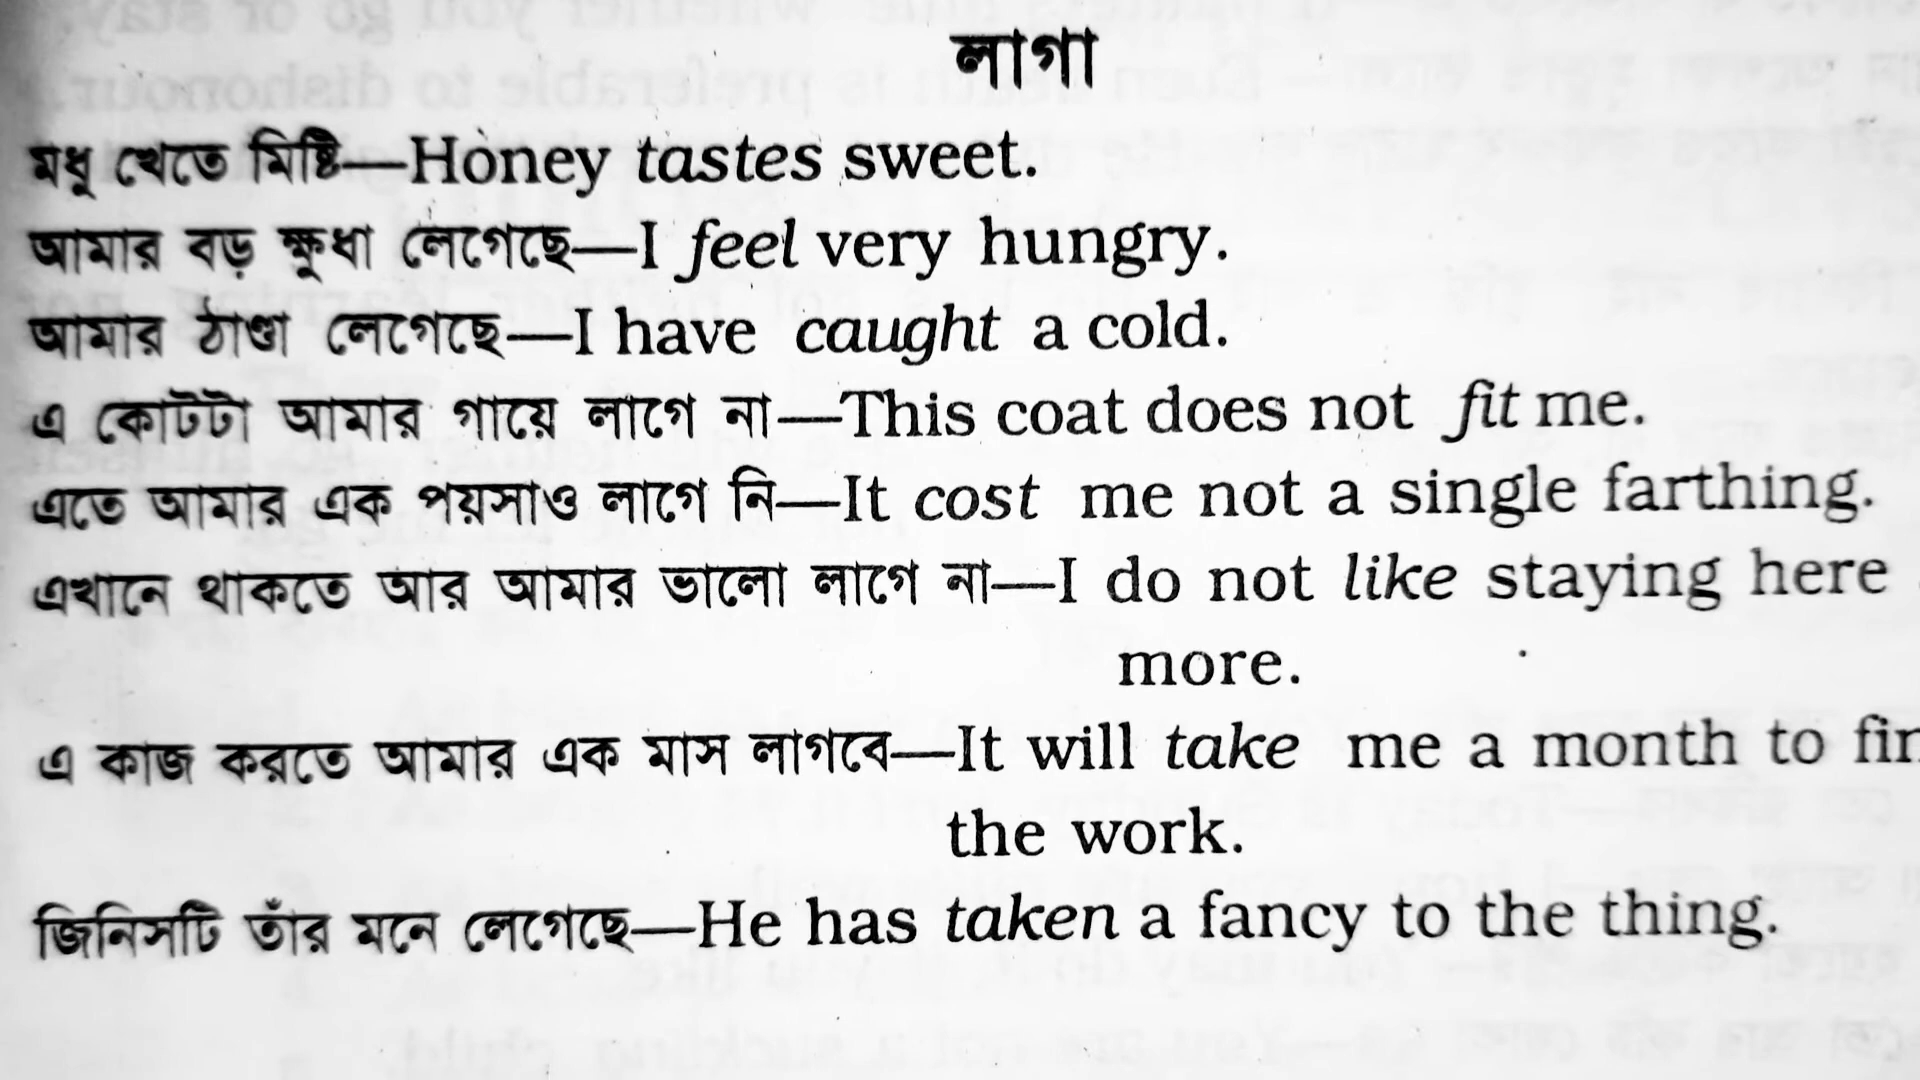 লাগা
মধু খেতে মিষ্টি—Honey tastes sweet.
আমার বড় ক্ষুধা লেগেছে—I feel very hungry.
আমার ঠাণ্ডা লেগেছে—I have caught a cold.
এ কোটটা আমার গায়ে লাগে না—This coat does not fit me.
এতে আমার এক পয়সাও লাগে নি—It cost me not a single farthing.
এখানে থাকতে আর আমার ভালো লাগে না—I do not like staying here
more.
এ কাজ করতে আমার এক মাস লাগবে—It will take me a month to
the work.
জিনিসটি তাঁর মনে লেগেছে—He has taken a fancy to the thing.